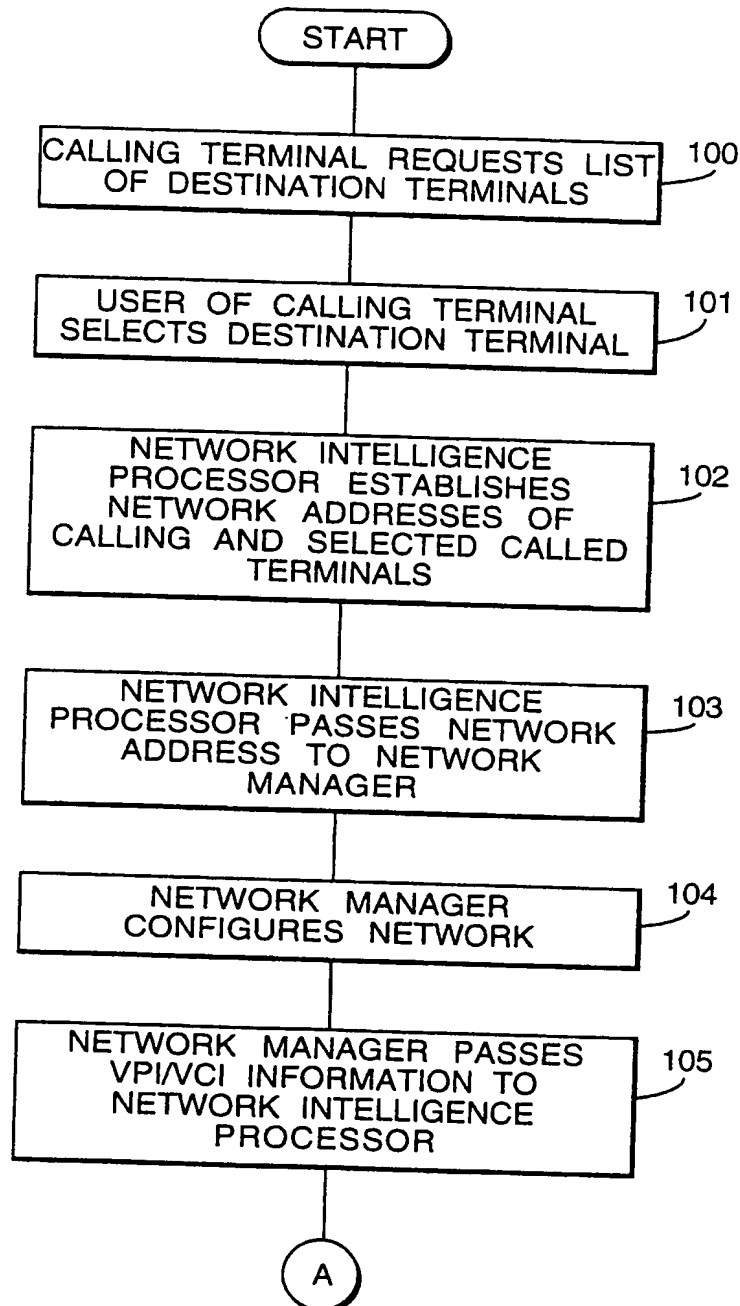 START
CALLING TERMINAL REQUESTS LIST
OF DESTINATION TERMINALS
100
USER OF CALLING TERMINAL
SELECTS DESTINATION TERMINAL
101
NETWORK INTELLIGENCE
PROCESSOR ESTABLISHES
NETWORK ADDRESSES OF
CALLING AND SELECTED CALLED
TERMINALS
102
NETWORK INTELLIGENCE
PROCESSOR PASSES NETWORK
ADDRESS TO NETWORK
MANAGER
103
NETWORK MANAGER
CONFIGURES NETWORK
104
NETWORK MANAGER PASSES
VPI/VCI INFORMATION TO
NETWORK INTELLIGENCE
PROCESSOR
105
A